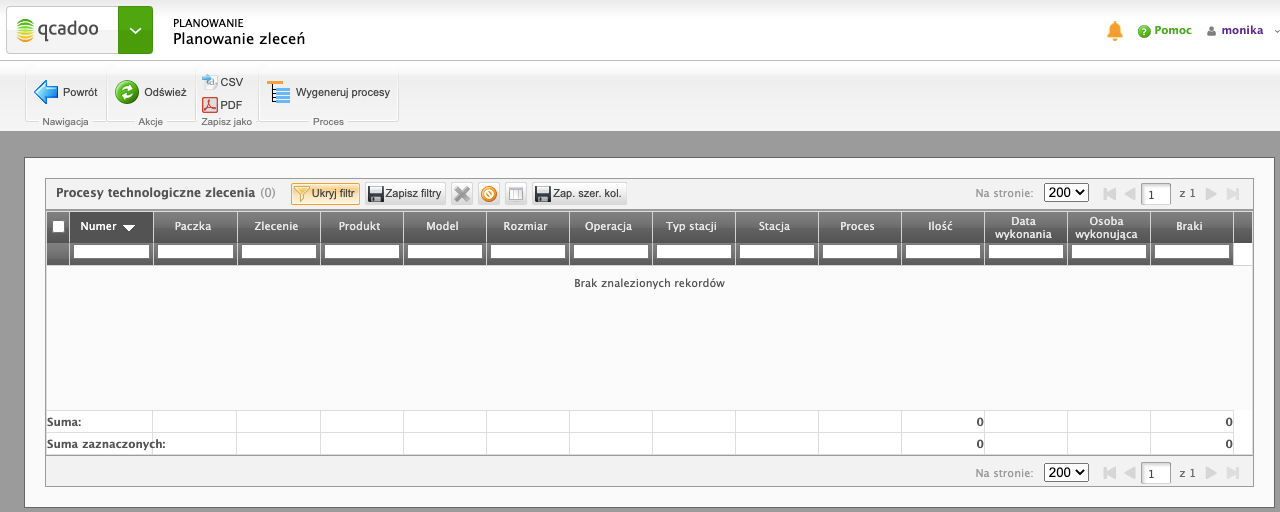 qcadoo
PLANOWANIE
Planowanie zleceń
Pomoc
monika
Powrót
Nawigacja
Odśwież
Akcje
CSV
PDF
Zapisz jako
Wygeneruj procesy
Proces
Procesy technologiczne zlecenia (0)
Ukryj filtr
Zapisz filtry
Zap. szer. kol.
Na stronie: 200 1 z 1
Numer Paczka Zlecenie Produkt Model Rozmiar Operacja Typ stacji Stacja Proces Ilość Data wykonania Osoba wykonująca Braki
Brak znalezionych rekordów
Suma: 0 0
Suma zaznaczonych: 0 0
Na stronie: 200 1 z 1